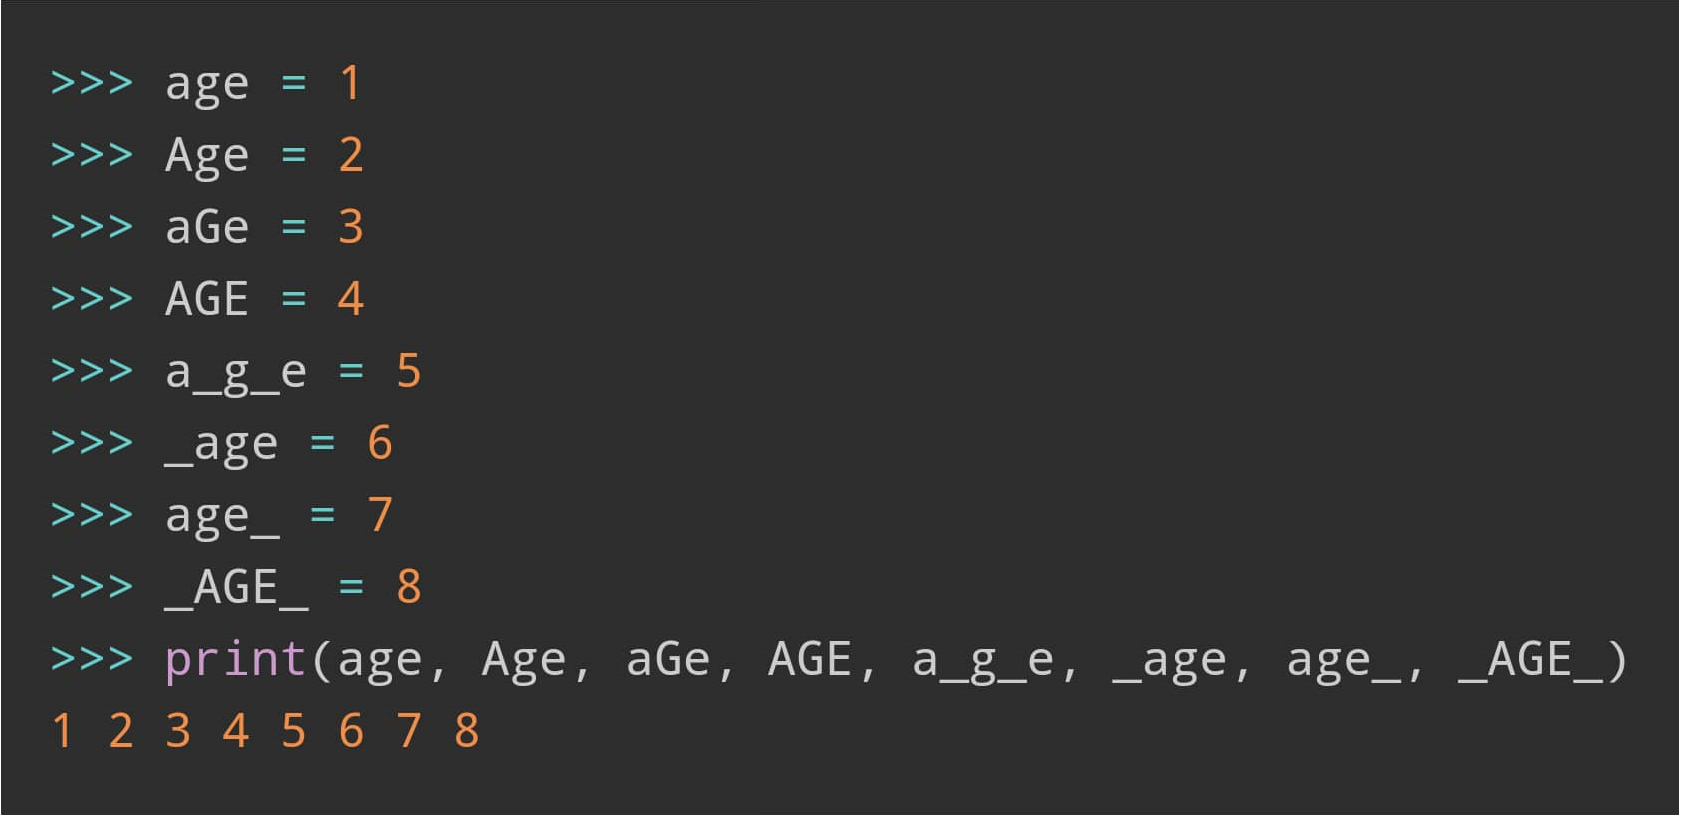 >>> age = 1
>>> Age = 2
>>> aGe = 3
>>> AGE = 4
>>> a_g_e = 5
>>> _age = 6
>>> age_ = 7
>>> _AGE_ = 8
>>> print(age, Age, aGe, AGE, a_g_e, _age, age_, _AGE_)
1 2 3 4 5 6 7 8